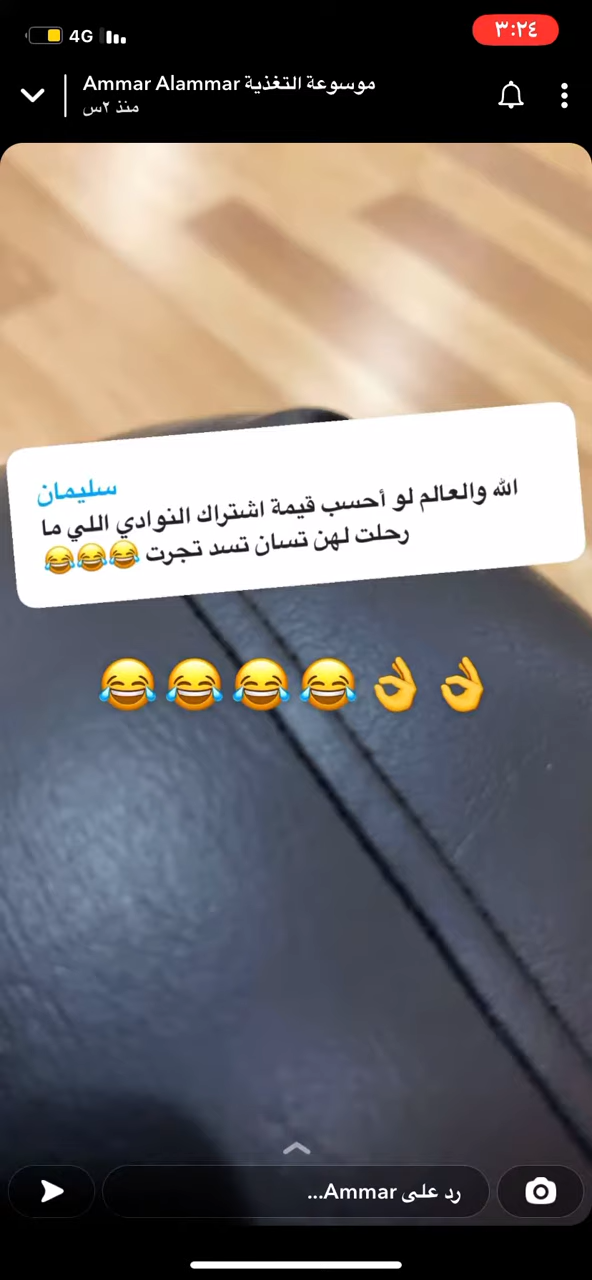 4G
٣:٢٤
Ammar Alammar موسوعة التغذية
منذ ٢س
سليمان
الله والعالم لو أحسب قيمة اشتراك النوادي اللي ما
رحلت لهن تسان تسد تجرت 😂😂😂
😂😂😂😂👌👌
رد على Ammar...